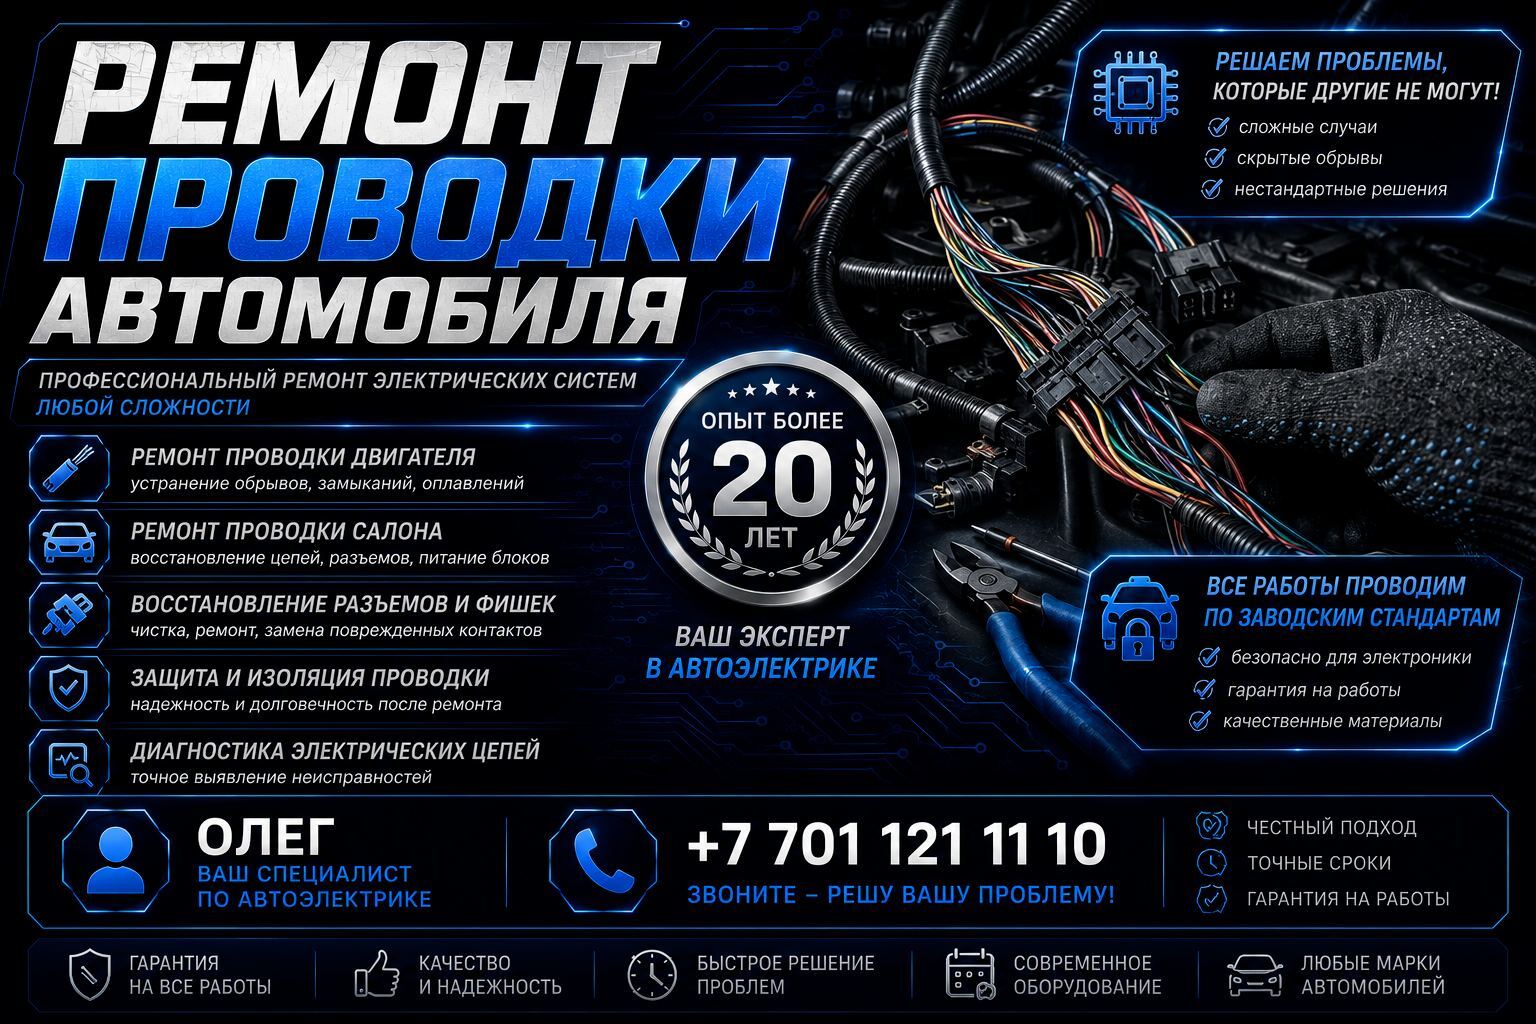 РЕМОНТ
ПРОВОДКИ
АВТОМОБИЛЯ
ПРОФЕССИОНАЛЬНЫЙ РЕМОНТ ЭЛЕКТРИЧЕСКИХ СИСТЕМ
ЛЮБОЙ СЛОЖНОСТИ
РЕМОНТ ПРОВОДКИ ДВИГАТЕЛЯ
устранение обрывов, замыканий, оплавлений
РЕМОНТ ПРОВОДКИ САЛОНА
восстановление цепей, разъемов, питание блоков
ВОССТАНОВЛЕНИЕ РАЗЪЕМОВ И ФИШЕК
чистка, ремонт, замена поврежденных контактов
ЗАЩИТА И ИЗОЛЯЦИЯ ПРОВОДКИ
надежность и долговечность после ремонта
ДИАГНОСТИКА ЭЛЕКТРИЧЕСКИХ ЦЕПЕЙ
точное выявление неисправностей
ОПЫТ БОЛЕЕ
20
ЛЕТ
ВАШ ЭКСПЕРТ
В АВТОЭЛЕКТРИКЕ
РЕШАЕМ ПРОБЛЕМЫ,
КОТОРЫЕ ДРУГИЕ НЕ МОГУТ!
сложные случаи
скрытые обрывы
нестандартные решения
ВСЕ РАБОТЫ ПРОВОДИМ
ПО ЗАВОДСКИМ СТАНДАРТАМ
безопасно для электроники
гарантия на работы
качественные материалы
ОЛЕГ
ВАШ СПЕЦИАЛИСТ
ПО АВТОЭЛЕКТРИКЕ
+7 701 121 11 10
ЗВОНИТЕ – РЕШУ ВАШУ ПРОБЛЕМУ!
ЧЕСТНЫЙ ПОДХОД
ТОЧНЫЕ СРОКИ
ГАРАНТИЯ НА РАБОТЫ
ГАРАНТИЯ
НА ВСЕ РАБОТЫ
КАЧЕСТВО
И НАДЕЖНОСТЬ
БЫСТРОЕ РЕШЕНИЕ
ПРОБЛЕМ
СОВРЕМЕННОЕ
ОБОРУДОВАНИЕ
ЛЮБЫЕ МАРКИ
АВТОМОБИЛЕЙ